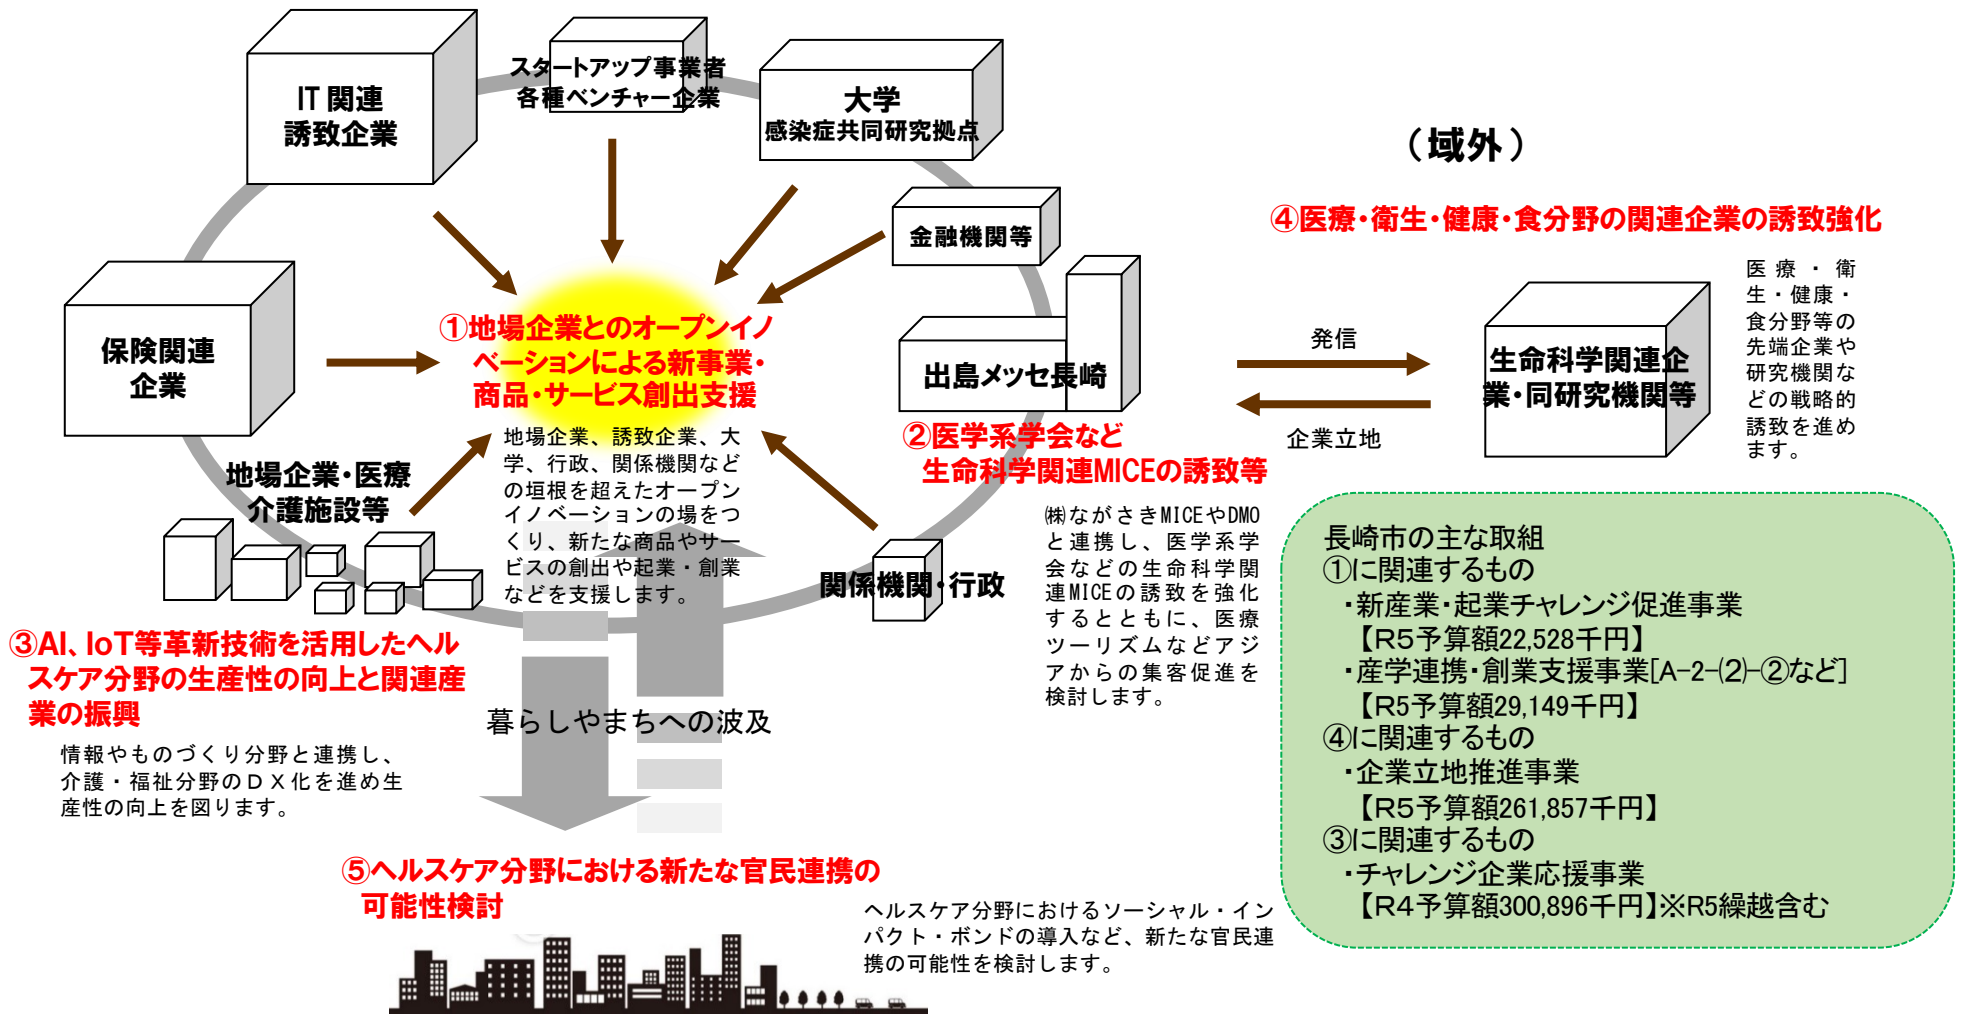 IT関連
誘致企業
スタートアップ事業者
各種ベンチャー企業
大学
感染症共同研究拠点
金融機関等
保険関連
企業
①地場企業とのオープンイノ
ベーションによる新事業・
商品・サービス創出支援
地場企業、誘致企業、大
学、行政、関係機関など
の垣根を超えたオープン
イノベーションの場をつ
くり、新たな商品やサー
ビスの創出や起業・創業
などを支援します。
出島メッセ長崎
②医学系学会など
生命科学関連MICEの誘致等
㈱ながさきMICEやDMO
と連携し、医学系学
会などの生命科学関
連MICEの誘致を強化
するとともに、医療
ツーリズムなどアジ
アからの集客促進を
検討します。
地場企業・医療
介護施設等
関係機関・行政
③AI、IoT等革新技術を活用したヘル
スケア分野の生産性の向上と関連産
業の振興
情報やものづくり分野と連携し、
介護・福祉分野のＤＸ化を進め生
産性の向上を図ります。
暮らしやまちへの波及
⑤ヘルスケア分野における新たな官民連携の
可能性検討
ヘルスケア分野におけるソーシャル・イン
パクト・ボンドの導入など、新たな官民連
携の可能性を検討します。
（域外）
④医療・衛生・健康・食分野の関連企業の誘致強化
発信
企業立地
生命科学関連企
業・同研究機関等
医療・衛
生・健康・
食分野等の
先端企業や
研究機関な
どの戦略的
誘致を進め
ます。
長崎市の主な取組
①に関連するもの
・新産業・起業チャレンジ促進事業
【R5予算額22,528千円】
・産学連携・創業支援事業[A-2-(2)-②など]
【R5予算額29,149千円】
④に関連するもの
・企業立地推進事業
【R5予算額261,857千円】
③に関連するもの
・チャレンジ企業応援事業
【R4予算額300,896千円】※R5繰越含む